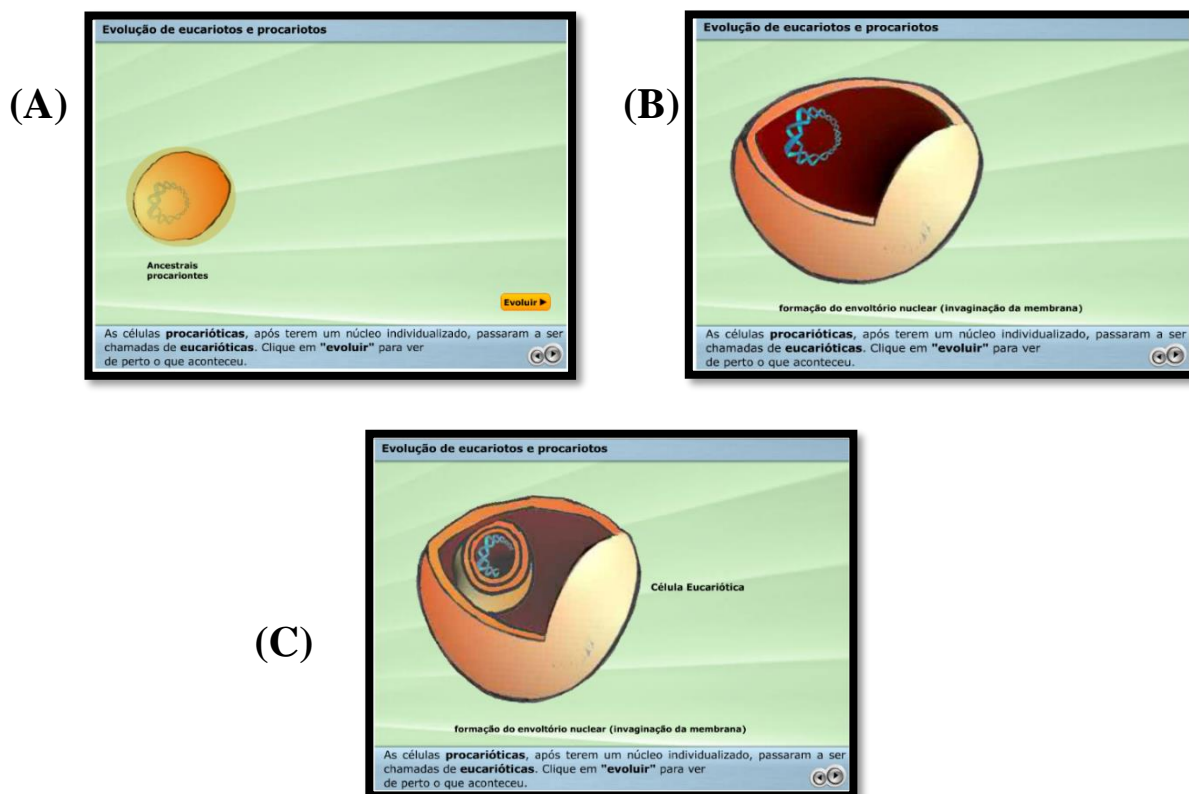 (A)
Evolução de eucariotos e procariotos
Ancestrais
procariontes
Evoluir
As células procarióticas, após terem um núcleo individualizado, passaram a ser
chamadas de eucarióticas. Clique em "evoluir" para ver
de perto o que aconteceu.
(B)
Evolução de eucariotos e procariotos
formação do envoltório nuclear (invaginação da membrana)
As células procarióticas, após terem um núcleo individualizado, passaram a ser
chamadas de eucarióticas. Clique em "evoluir" para ver
de perto o que aconteceu.
(C)
Evolução de eucariotos e procariotos
Célula Eucariótica
formação do envoltório nuclear (invaginação da membrana)
As células procarióticas, após terem um núcleo individualizado, passaram a ser
chamadas de eucarióticas. Clique em "evoluir" para ver
de perto o que aconteceu.